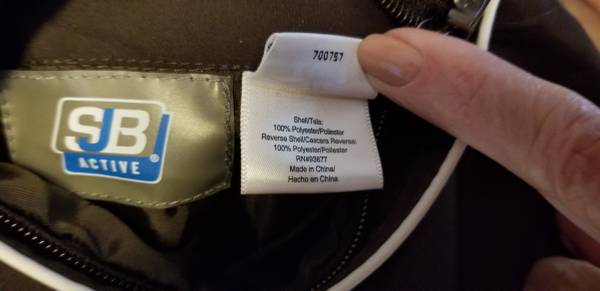 SJB
ACTIVE®
700757
Shell/Tela:
100% Polyester/Poliester
Reverse Shell/Cascara Reversa:
100% Polyester/Poliester
RN#93677
Made in China/
Hecho en China